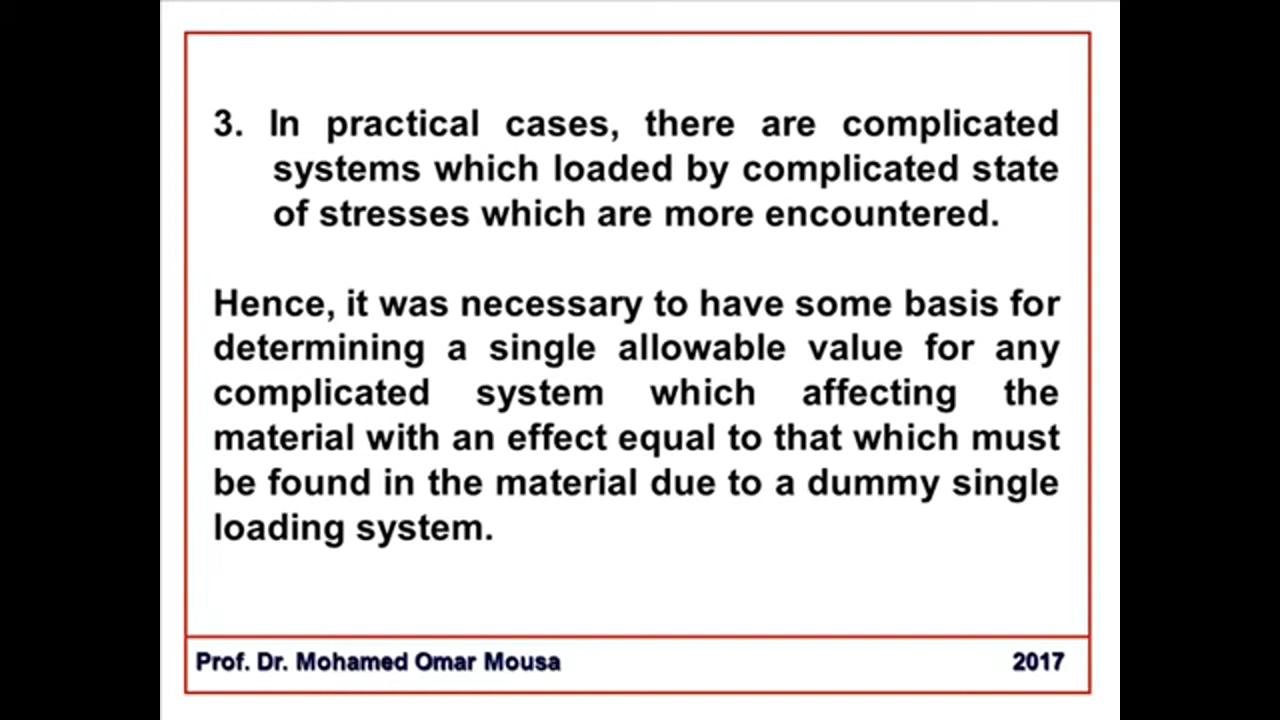 3. In practical cases, there are complicated
systems which loaded by complicated state
of stresses which are more encountered.
Hence, it was necessary to have some basis for
determining a single allowable value for any
complicated system which affecting the
material with an effect equal to that which must
be found in the material due to a dummy single
loading system.
Prof. Dr. Mohamed Omar Mousa 2017